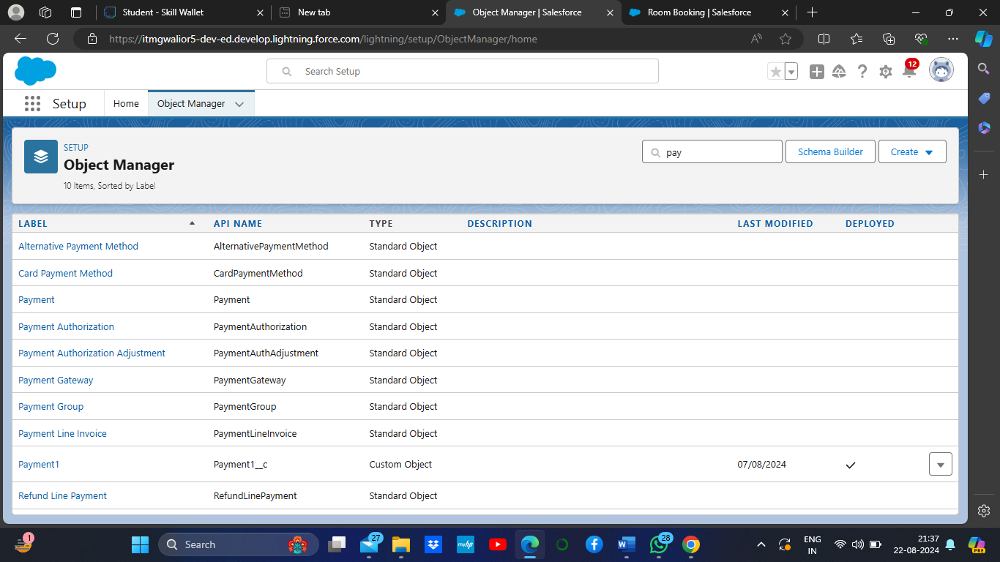 Student - Skill Wallet
New tab
Object Manager | Salesforce
Room Booking | Salesforce
https://itmgwalior5-dev-ed.develop.lightning.force.com/lightning/setup/ObjectManager/home
Search Setup
12
Setup
Home
Object Manager
SETUP
Object Manager
10 Items, Sorted by Label
pay
Schema Builder
Create
LABEL API NAME TYPE DESCRIPTION LAST MODIFIED DEPLOYED
Alternative Payment Method AlternativePaymentMethod Standard Object
Card Payment Method CardPaymentMethod Standard Object
Payment Payment Standard Object
Payment Authorization PaymentAuthorization Standard Object
Payment Authorization Adjustment PaymentAuthAdjustment Standard Object
Payment Gateway PaymentGateway Standard Object
Payment Group PaymentGroup Standard Object
Payment Line Invoice PaymentLineInvoice Standard Object
Payment1 Payment1__c Custom Object 07/08/2024
Refund Line Payment RefundLinePayment Standard Object
1
Search
27
myhp
W
28
ENG
IN
21:37
22-08-2024
PRE